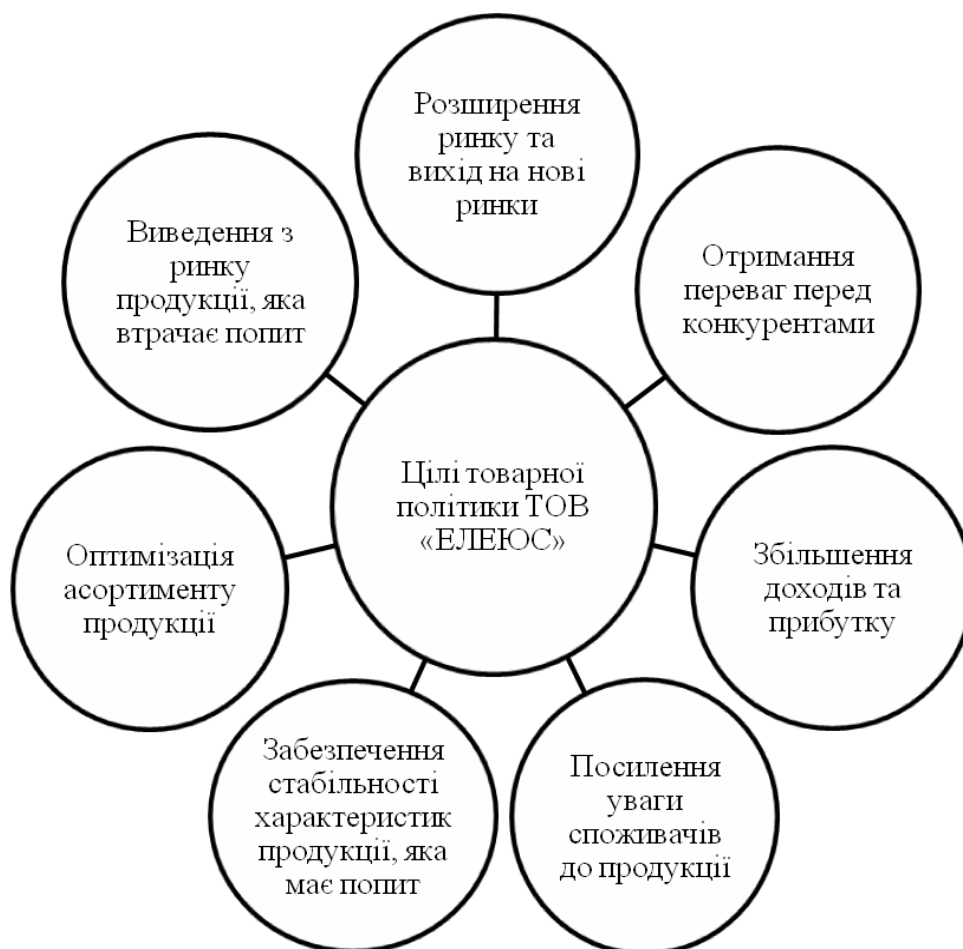 Розширення
ринку та
вихід на нові
ринки
Отримання
переваг перед
конкурентами
Збільшення
доходів та
прибутку
Посилення
уваги
споживачів
до продукції
Забезпечення
стабільності
характеристик
продукції, яка
має попит
Оптимізація
асортименту
продукції
Виведення з
ринку
продукції, яка
втрачає попит
Цілі товарної
політики ТОВ
«ЕЛЕЮС»